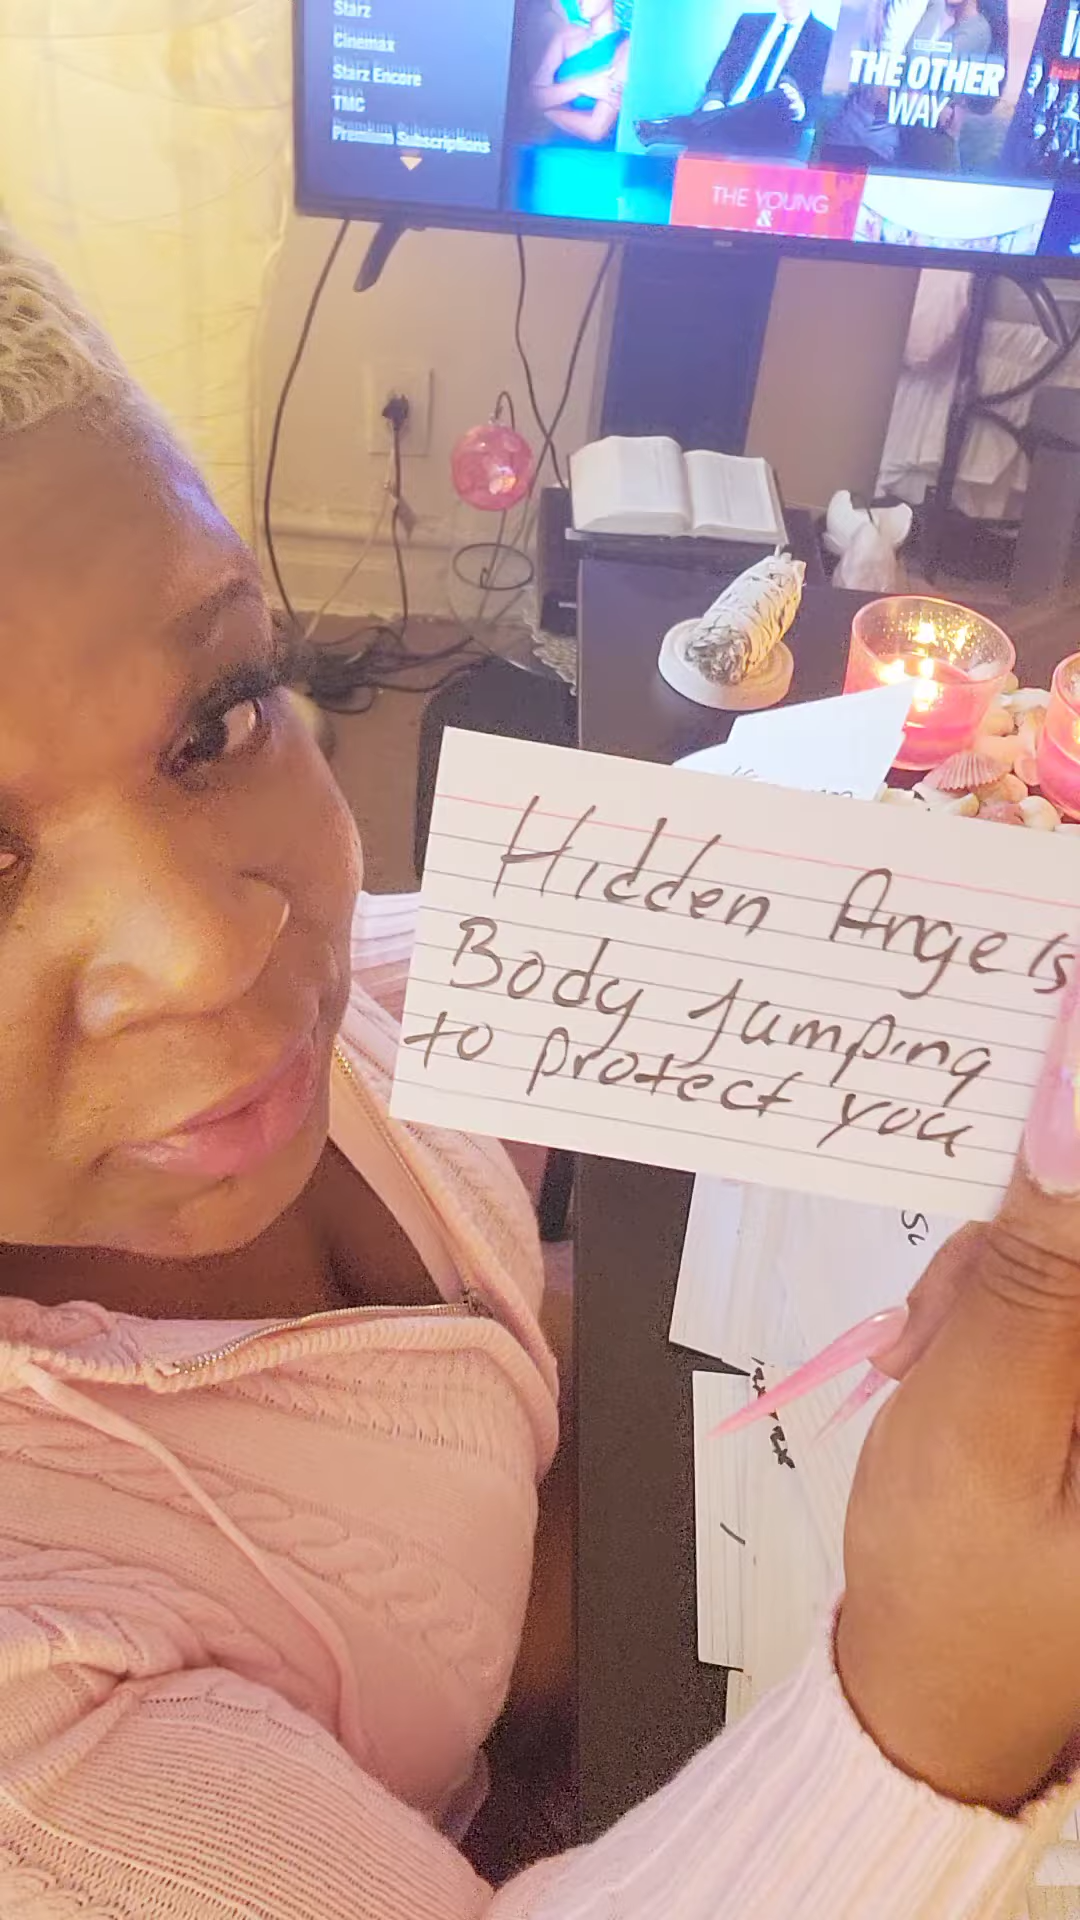 Starz
Cinemax
Starz Encore
TMC
Premium Subscriptions
THE OTHER
WAY
THE YOUNG
&
Hidden Angels
Body Jumping
to protect you